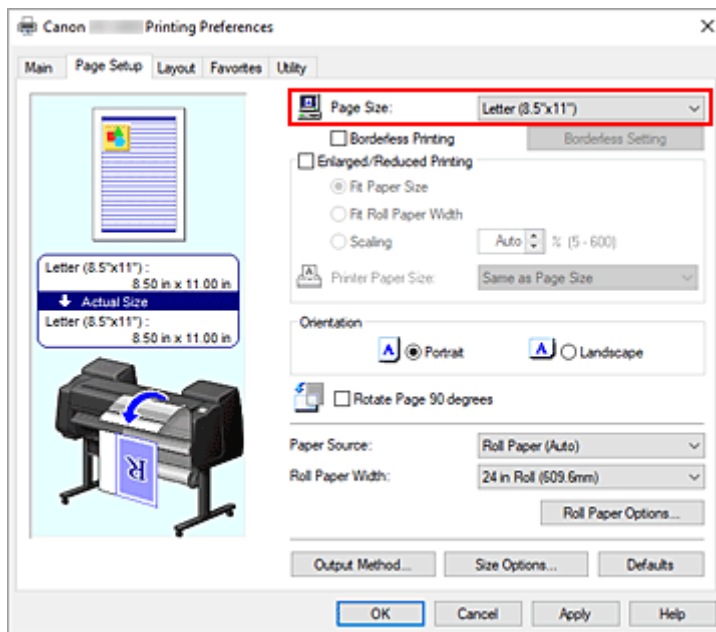 Canon Printing Preferences
Main Page Setup Layout Favorites Utility
Page Size: Letter (8.5"x11")
Borderless Printing Borderless Setting
Enlarged/Reduced Printing
Fit Paper Size
Fit Roll Paper Width
Scaling Auto % (5 - 600)
Printer Paper Size: Same as Page Size
Letter (8.5"x11") :
8.50 in x 11.00 in
Actual Size
Letter (8.5"x11") :
8.50 in x 11.00 in
Orientation
A Portrait A Landscape
Rotate Page 90 degrees
Paper Source: Roll Paper (Auto)
Roll Paper Width: 24 in Roll (609.6mm)
Roll Paper Options...
R
Output Method... Size Options... Defaults
OK Cancel Apply Help